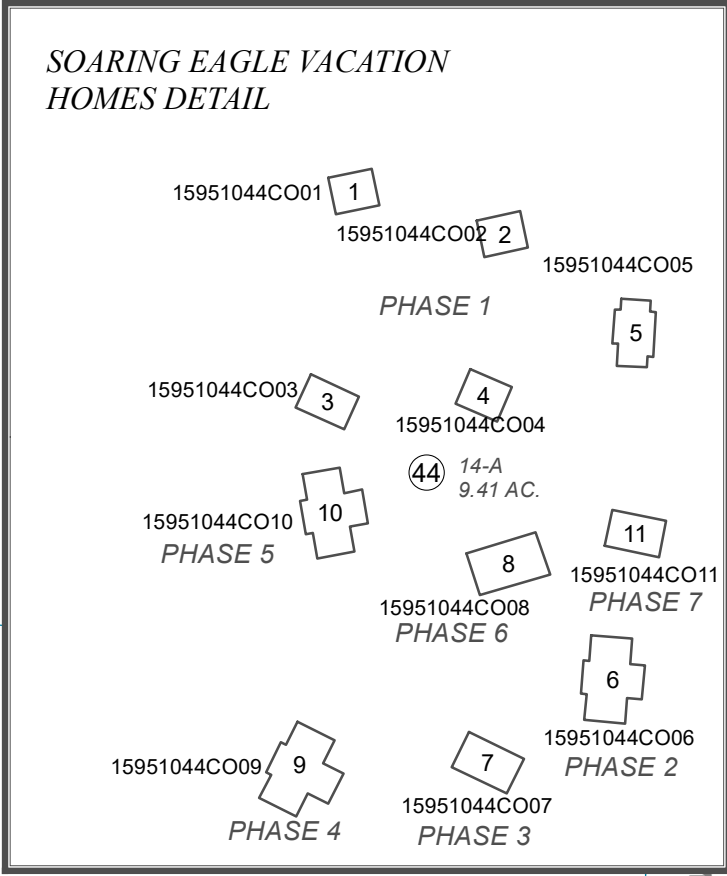 SOARING EAGLE VACATION
HOMES DETAIL
15951044CO01
1
15951044CO02
2
15951044CO05
PHASE 1
5
15951044CO03
3
4
15951044CO04
44
14-A
9.41 AC.
10
15951044CO10
PHASE 5
8
11
15951044CO11
PHASE 7
15951044CO08
PHASE 6
6
15951044CO06
PHASE 2
15951044CO09
9
7
15951044CO07
PHASE 4
PHASE 3